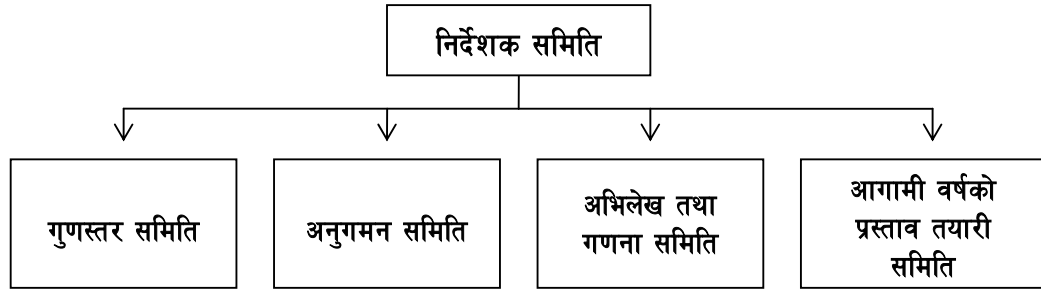 निर्देशक समिति
गुणस्तर समिति
अनुगमन समिति
अभिलेख तथा
गणना समिति
आगामी वर्षको
प्रस्ताव तयारी
समिति